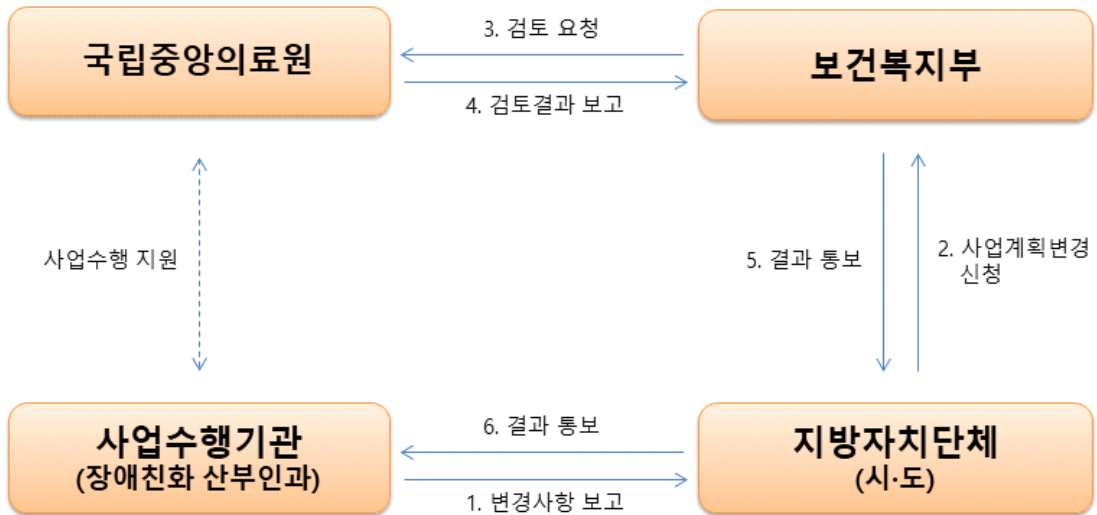 국립중앙의료원
3. 검토 요청
4. 검토결과 보고
보건복지부
사업수행 지원
5. 결과 통보
2. 사업계획변경
신청
사업수행기관
(장애친화 산부인과)
6. 결과 통보
1. 변경사항 보고
지방자치단체
(시·도)